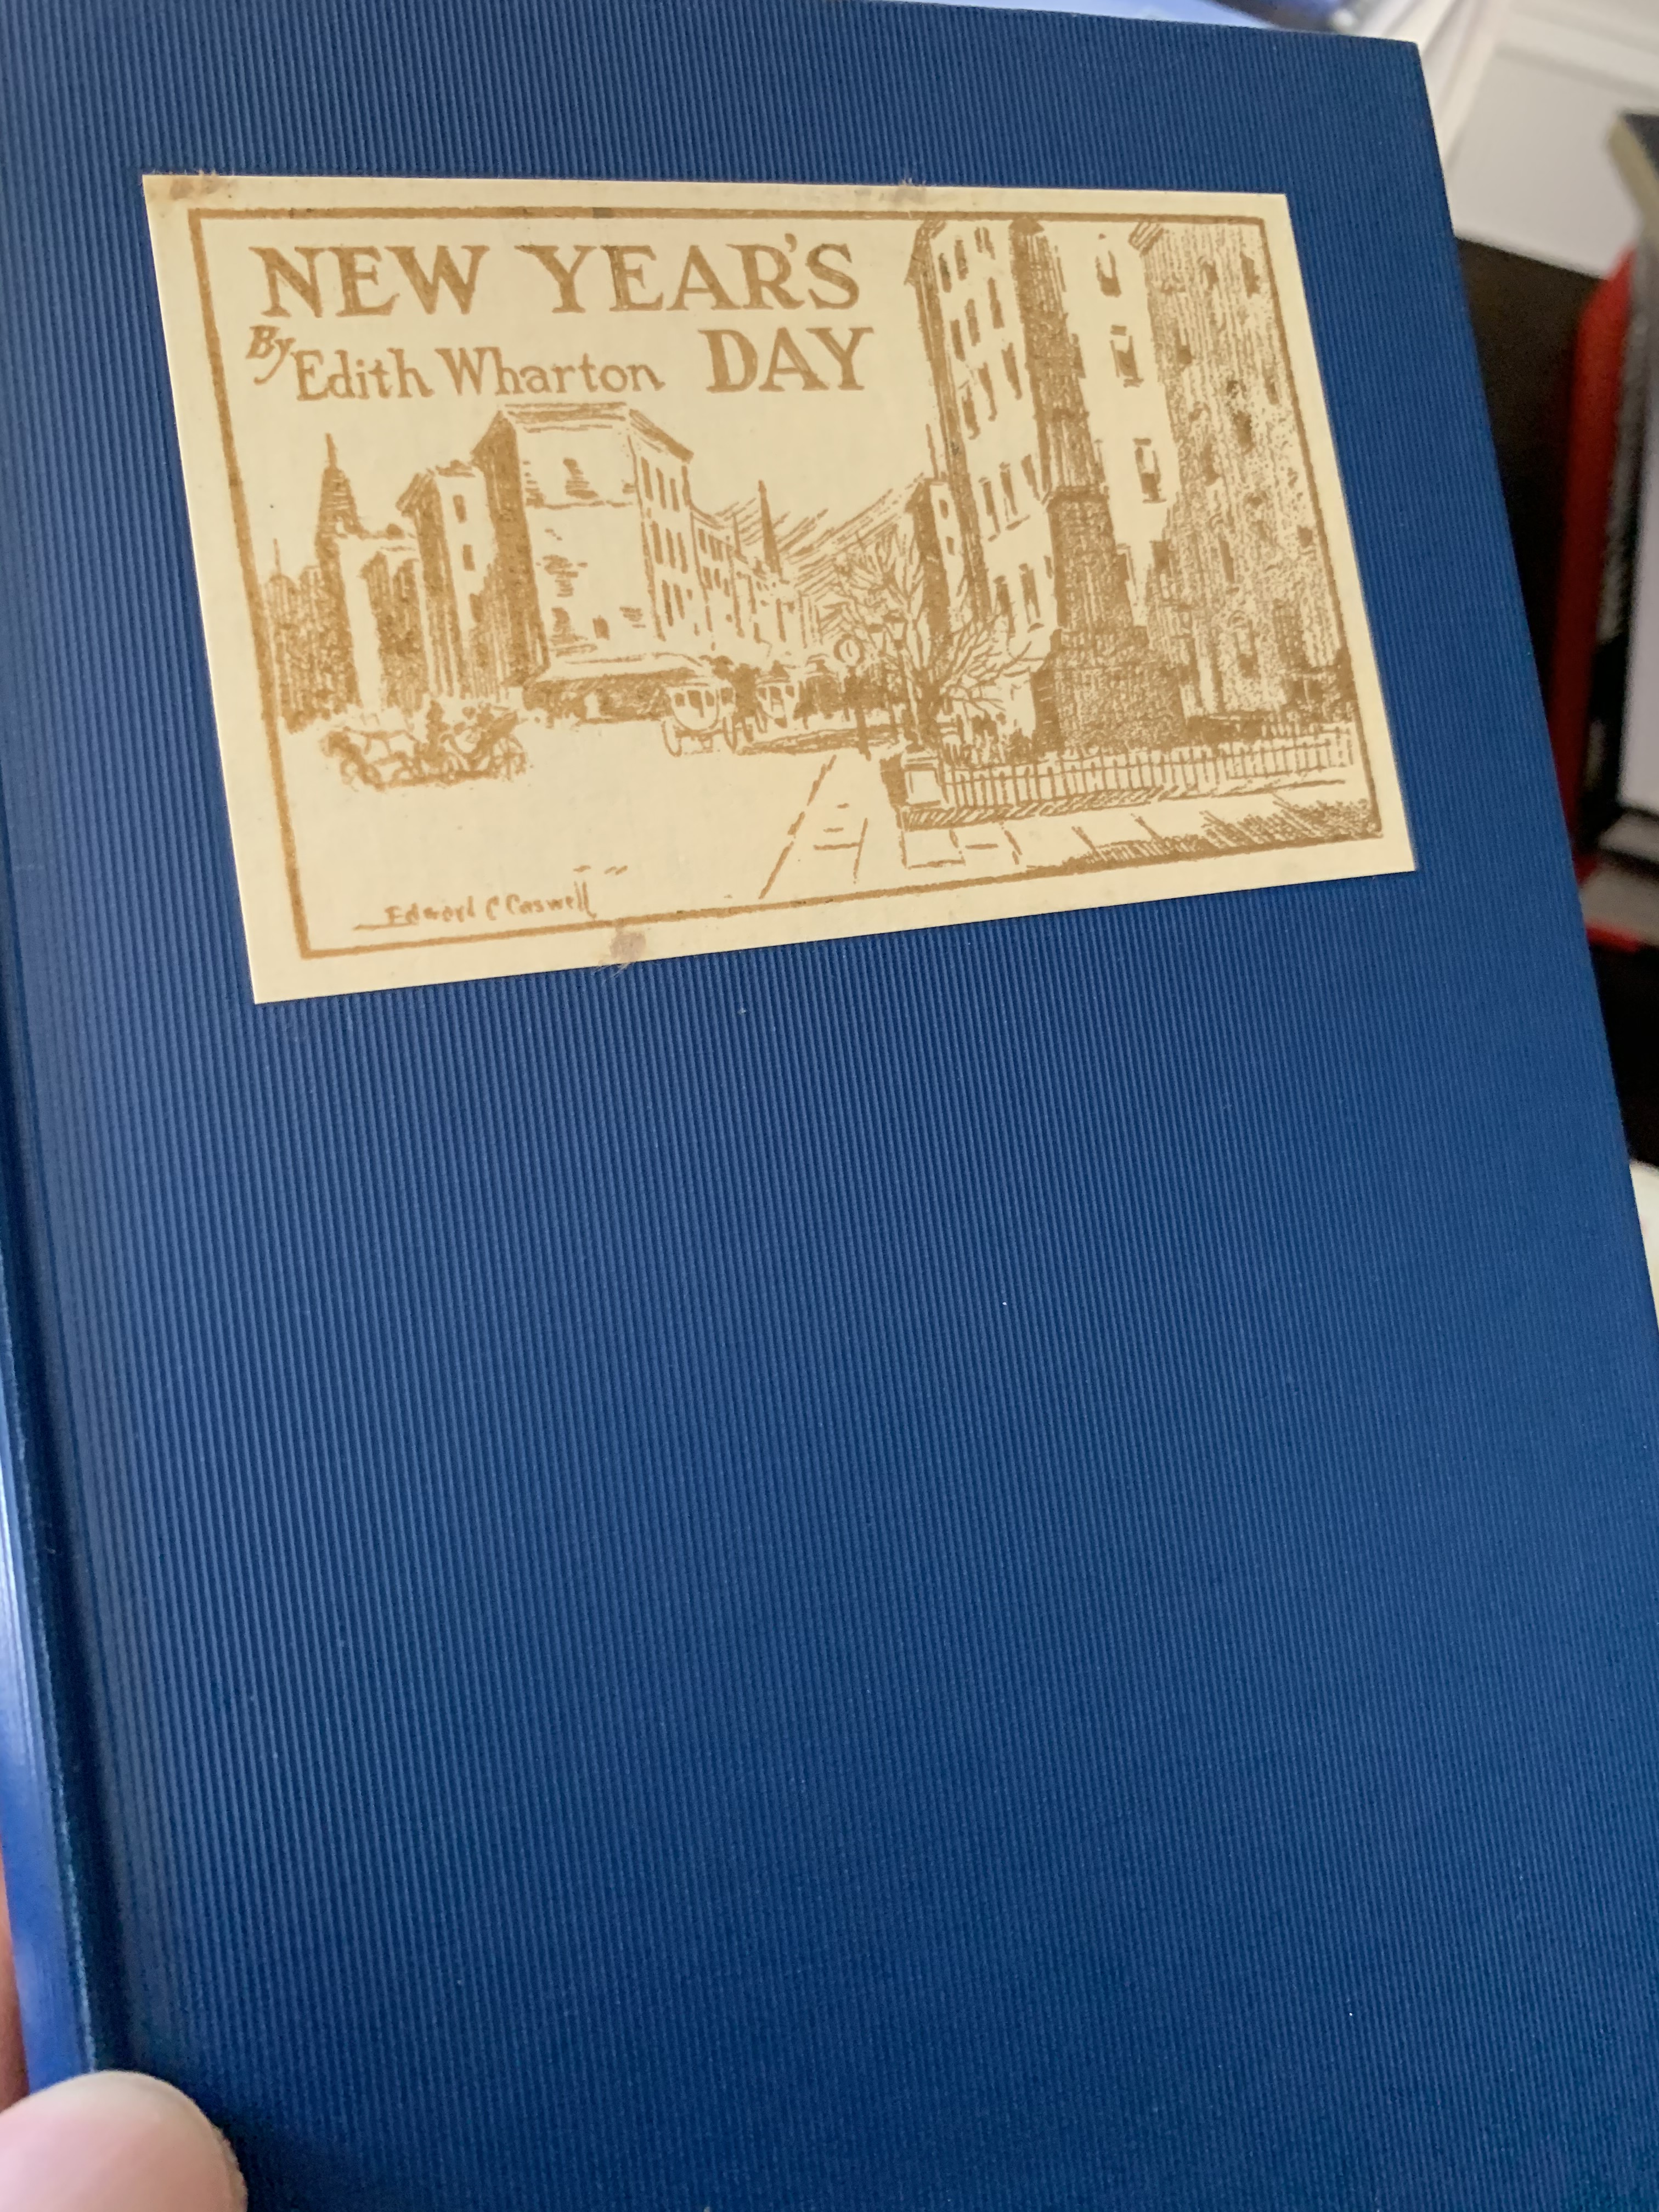 NEW YEAR'S
By Edith Wharton DAY
Edward C Caswell